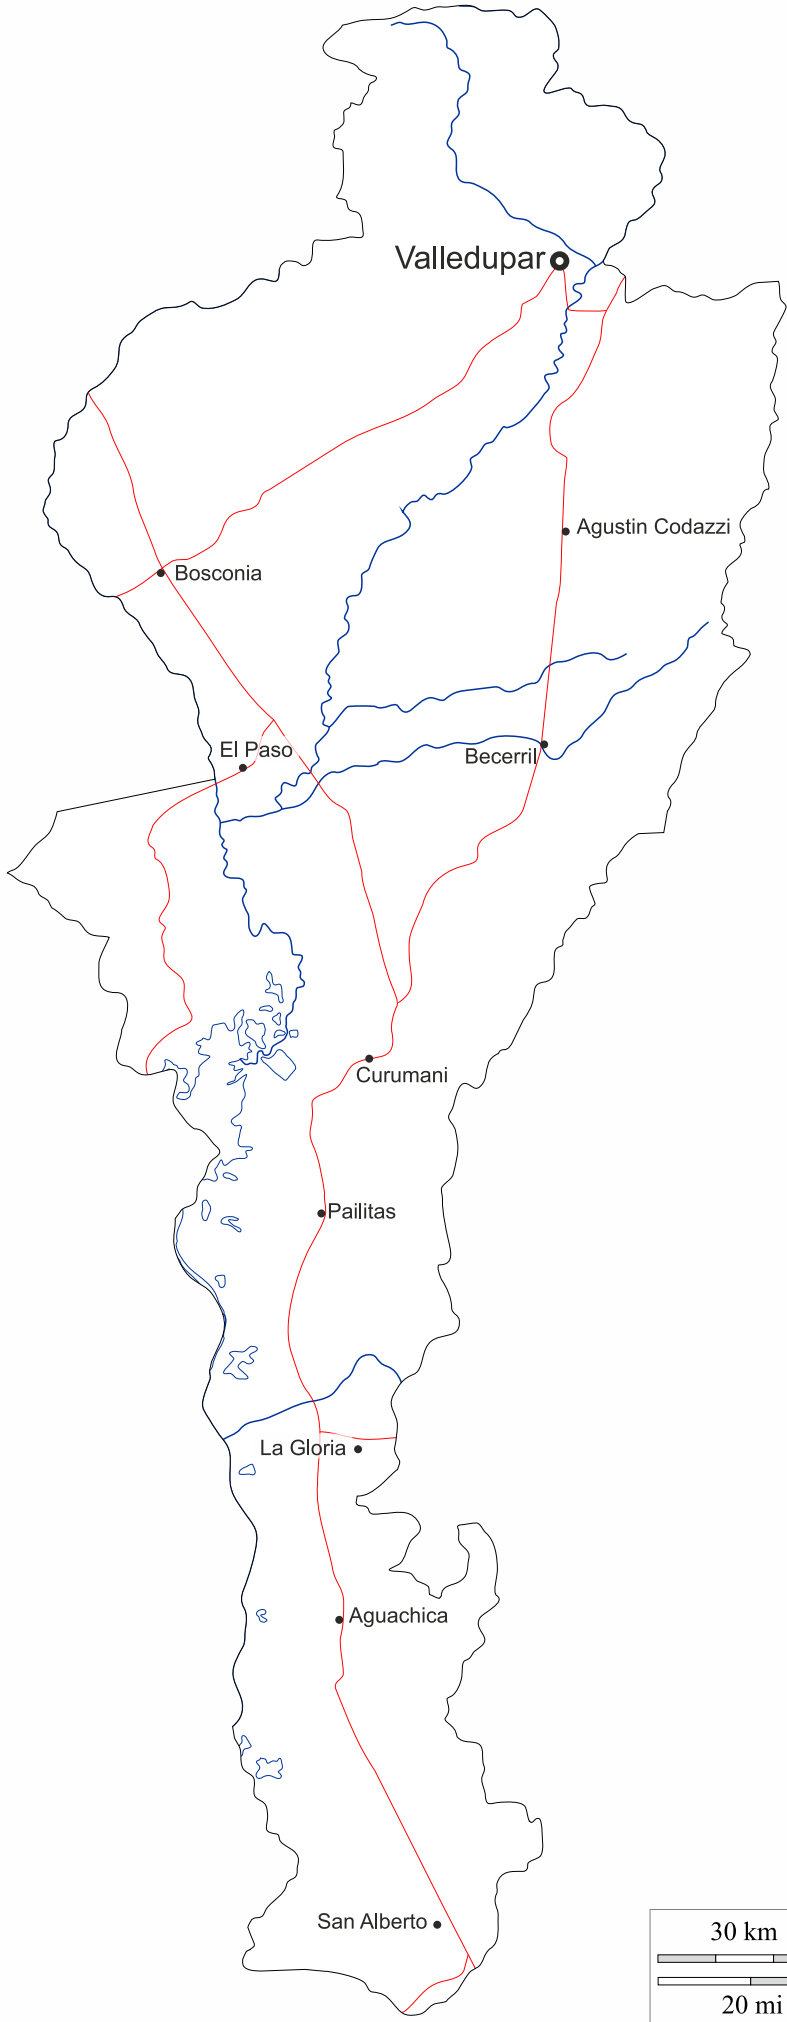 Valledupar
Agustin Codazzi
Bosconia
El Paso
Becerril
Curumani
Pailitas
La Gloria
Aguachica
San Alberto
30 km
20 mi